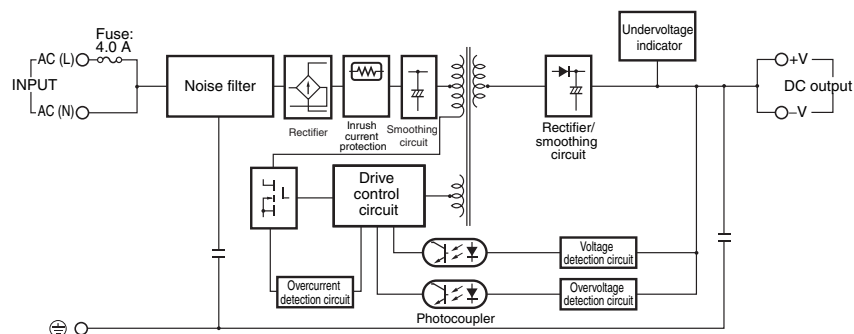 Fuse:
4.0 A
AC (L)
INPUT
AC (N)
Noise filter
Rectifier
Inrush
current
protection
Smoothing
circuit
Rectifier/
smoothing
circuit
Undervoltage
indicator
+V
DC output
–V
Drive
control
circuit
Overcurrent
detection circuit
Voltage
detection circuit
Overvoltage
detection circuit
Photocoupler